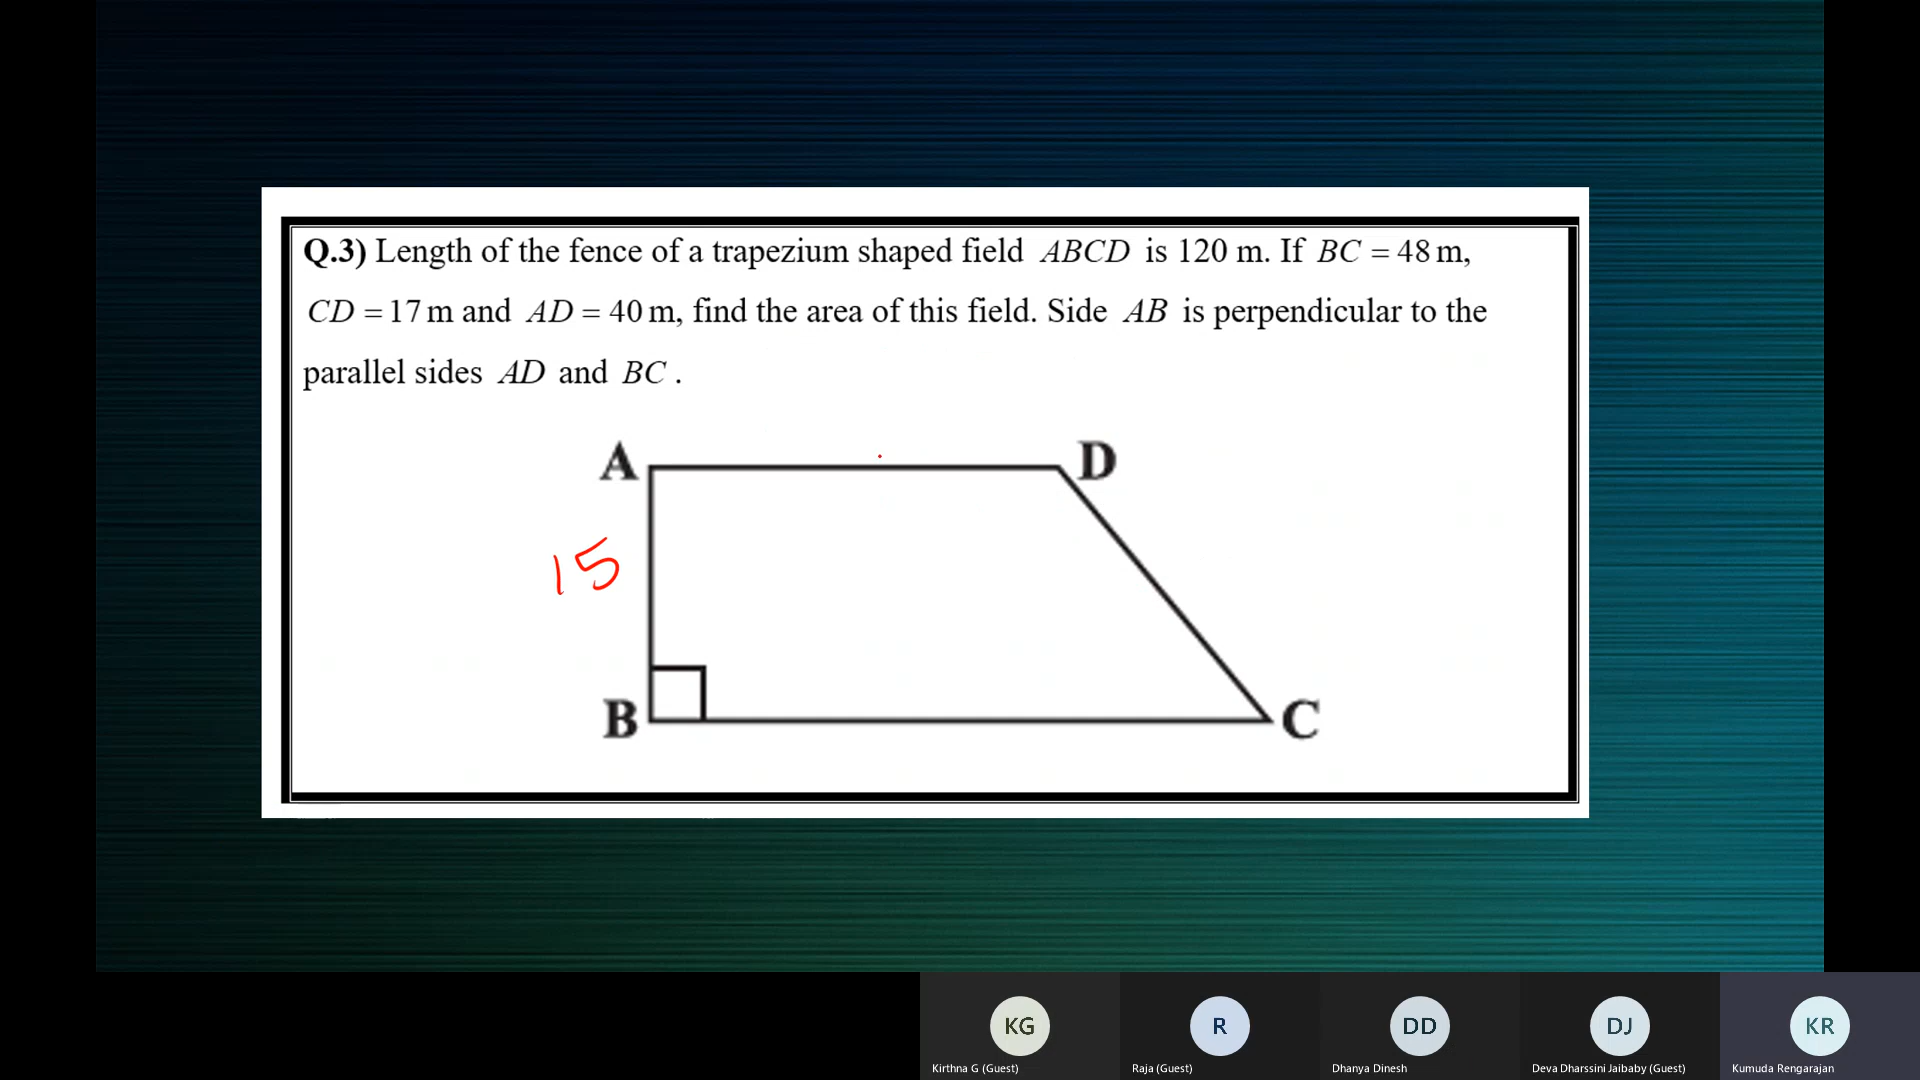 Q.3) Length of the fence of a trapezium shaped field ABCD is 120 m. If BC = 48 m,
CD = 17 m and AD = 40 m, find the area of this field. Side AB is perpendicular to the
parallel sides AD and BC .
A
D
15
B
C
KG
R
DD
DJ
KR
Kirthna G (Guest)
Raja (Guest)
Dhanya Dinesh
Deva Dharssini Jaibaby (Guest)
Kumuda Rengarajan